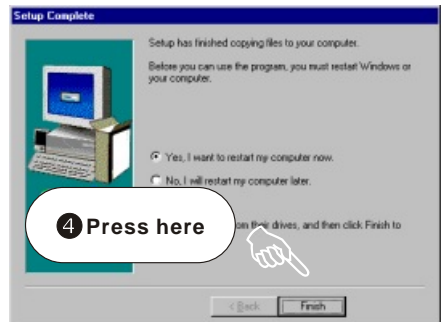 Setup Complete
Setup has finished copying files to your computer.
Before you can use the program, you must restart Windows or
your computer.
Yes, I want to restart my computer now.
No, I will restart my computer later.
4 Press here
om their drives, and then click Finish to
< Back
Finish